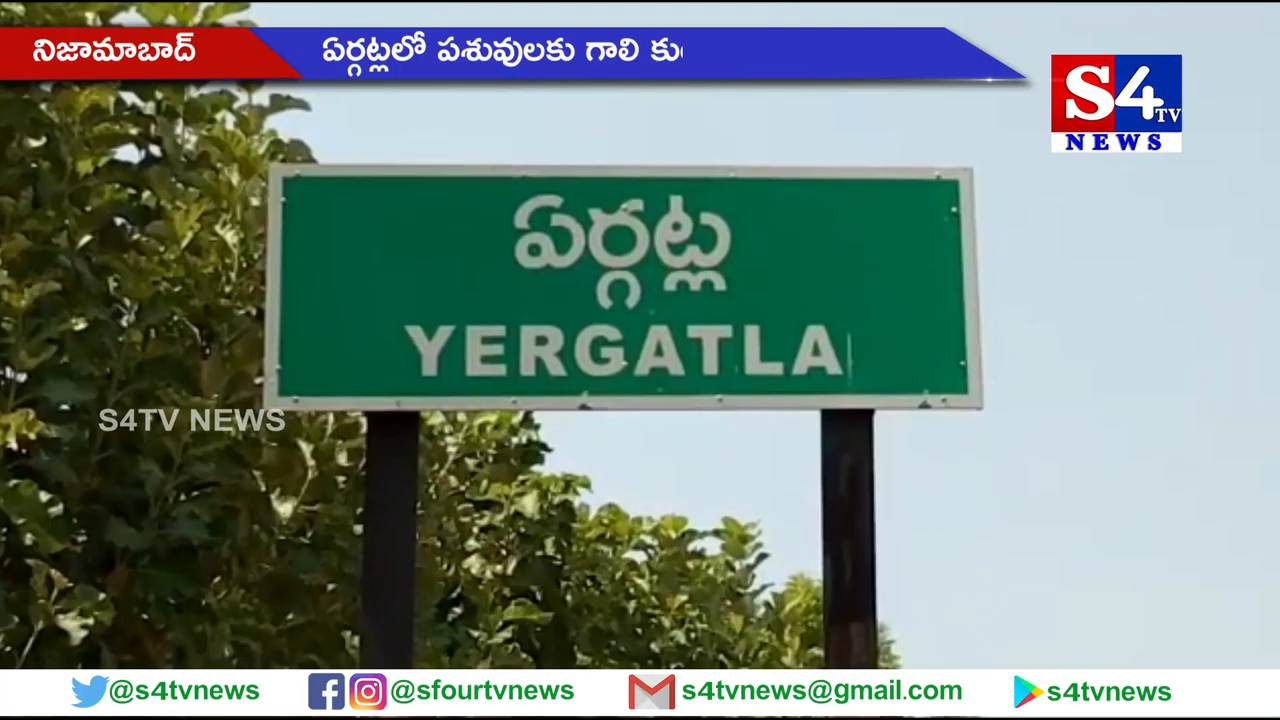 నిజామాబాద్
ఏర్గట్లలో పశువులకు గాలి
S4 TV
NEWS
ఏర్గట్ల
YERGATLA
S4TV NEWS
@s4tvnews
@sfourtvnews
s4tvnews@gmail.com
s4tvnews